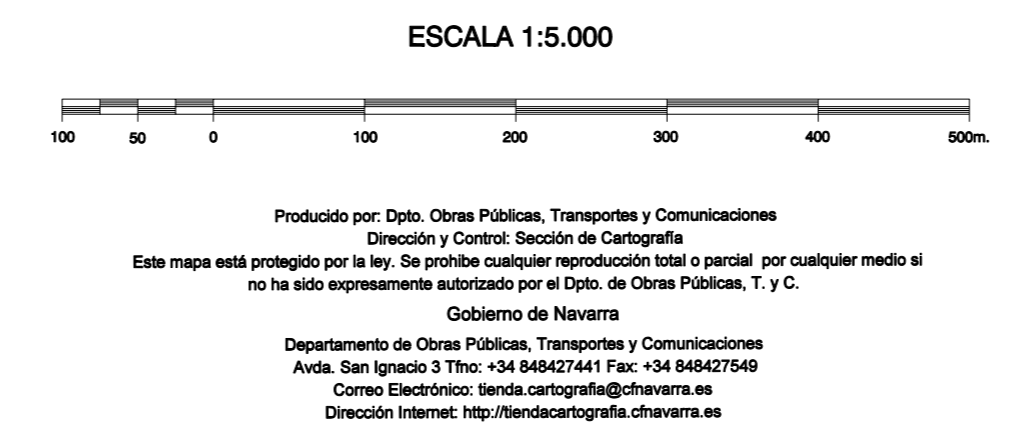 ESCALA 1:5.000
100 50 0 100 200 300 400 500m.
Producido por: Dpto. Obras Públicas, Transportes y Comunicaciones
Dirección y Control: Sección de Cartografía
Este mapa está protegido por la ley. Se prohibe cualquier reproducción total o parcial por cualquier medio si
no ha sido expresamente autorizado por el Dpto. de Obras Públicas, T. y C.
Gobierno de Navarra
Departamento de Obras Públicas, Transportes y Comunicaciones
Avda. San Ignacio 3 Tfno: +34 848427441 Fax: +34 848427549
Correo Electrónico: tienda.cartografia@cfnavarra.es
Dirección Internet: http://tiendacartografia.cfnavarra.es